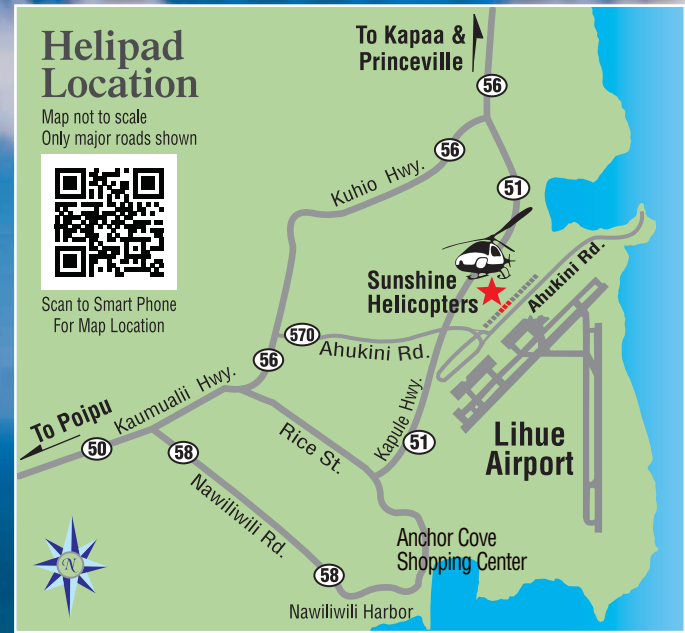 Helipad
Location
Map not to scale
Only major roads shown
Scan to Smart Phone
For Map Location
To Kapaa &
Princeville
56
56
Kuhio Hwy.
51
Sunshine
Helicopters
Ahukini Rd.
570
Ahukini Rd.
56
Kaumualii Hwy.
To Poipu
50
58
Rice St.
Kapule Hwy.
51
Lihue
Airport
Nawiliwili Rd.
58
Anchor Cove
Shopping Center
Nawiliwili Harbor
N